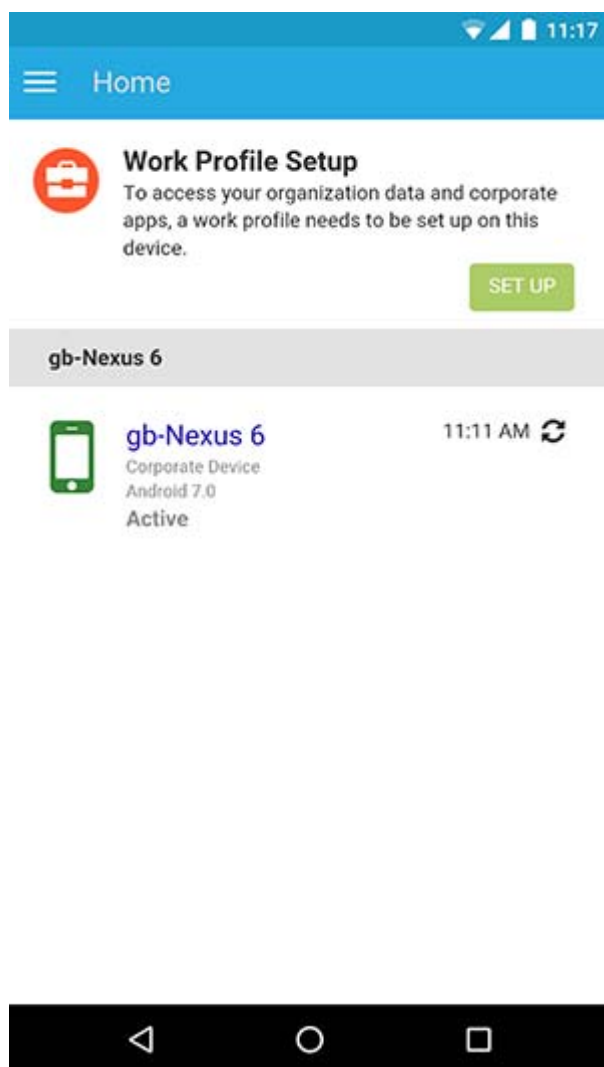 11:17
Home
Work Profile Setup
To access your organization data and corporate
apps, a work profile needs to be set up on this
device.
SET UP
gb-Nexus 6
gb-Nexus 6
11:11 AM
Corporate Device
Android 7.0
Active